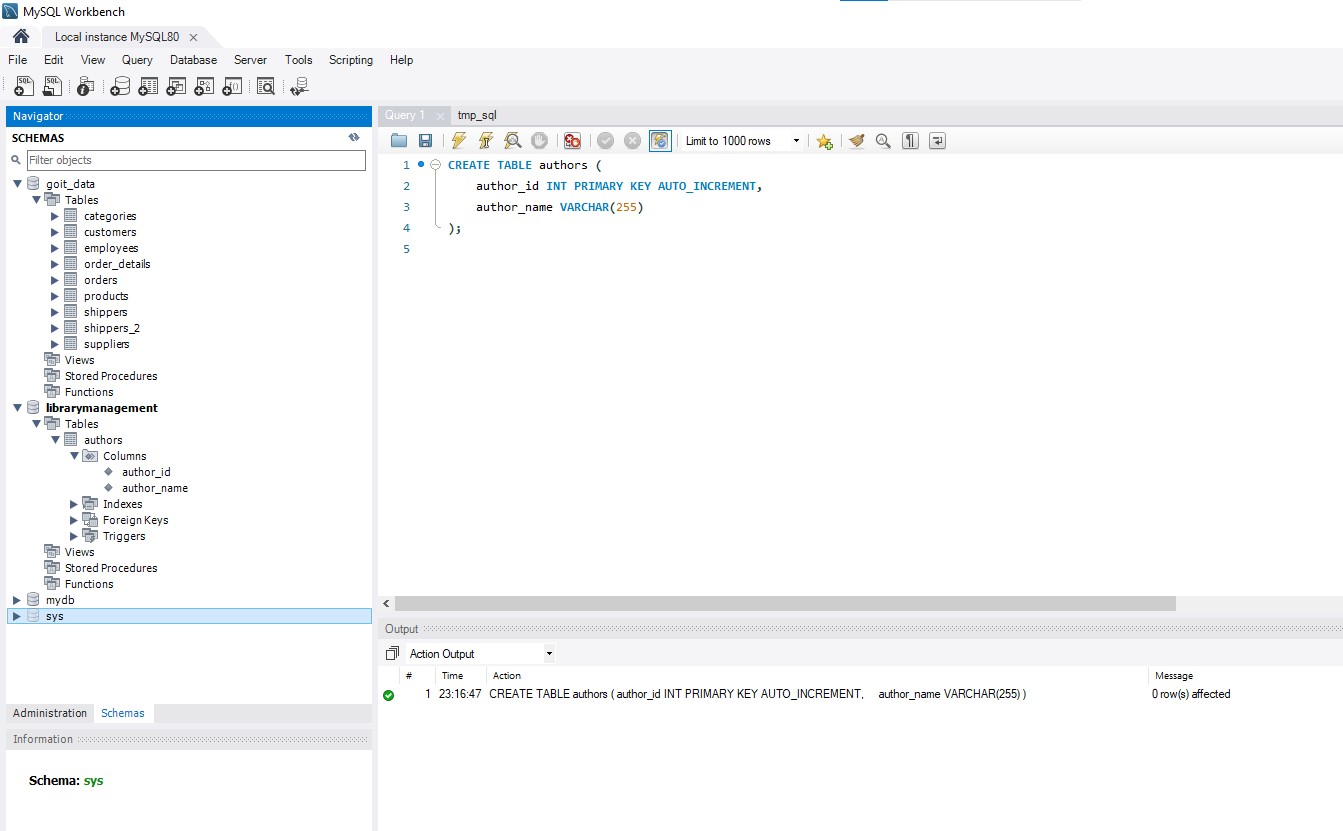 MySQL Workbench
Local instance MySQL80
File Edit View Query Database Server Tools Scripting Help
Navigator
SCHEMAS
Filter objects
goit_data
Tables
categories
customers
employees
order_details
orders
products
shippers
shippers_2
suppliers
Views
Stored Procedures
Functions
librarymanagement
Tables
authors
Columns
author_id
author_name
Indexes
Foreign Keys
Triggers
Views
Stored Procedures
Functions
mydb
sys
Administration Schemas
Information
Schema: sys
Query 1 tmp_sql
Limit to 1000 rows
1 CREATE TABLE authors (
2 author_id INT PRIMARY KEY AUTO_INCREMENT,
3 author_name VARCHAR(255)
4 );
5
Output
Action Output
# Time Action Message
1 23:16:47 CREATE TABLE authors ( author_id INT PRIMARY KEY AUTO_INCREMENT, author_name VARCHAR(255) ) 0 row(s) affected